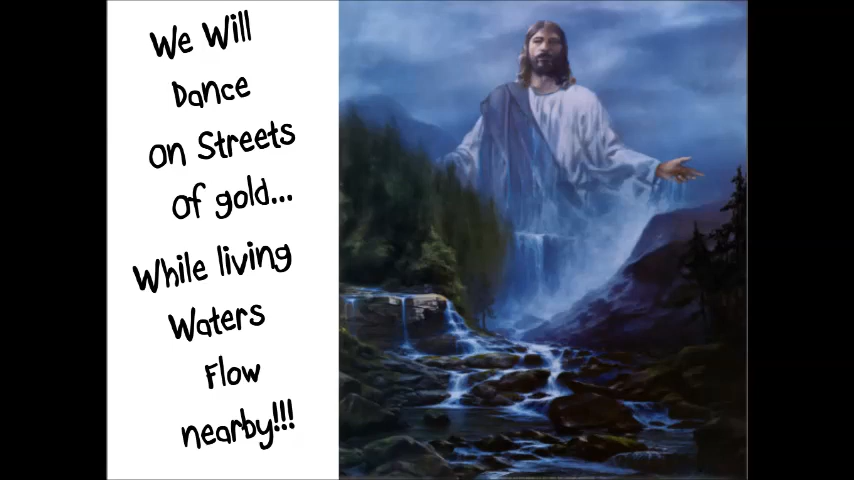 We Will
Dance
on Streets
Of gold...
While living
Waters
Flow
nearby!!!